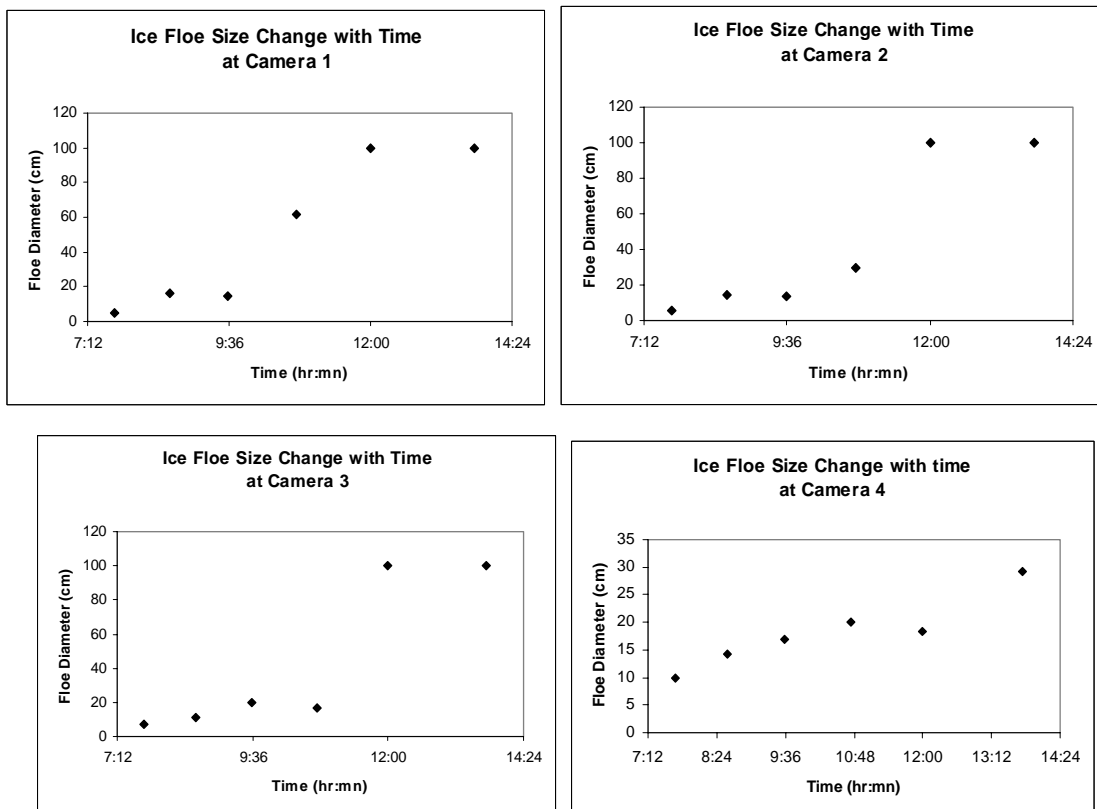 Ice Floe Size Change with Time
at Camera 1
120
100
80
60
40
20
0
7:12 9:36 12:00 14:24
Time (hr:mn)
Floe Diameter (cm)
Ice Floe Size Change with Time
at Camera 2
120
100
80
60
40
20
0
7:12 9:36 12:00 14:24
Time (hr:mn)
Floe Diameter (cm)
Ice Floe Size Change with Time
at Camera 3
120
100
80
60
40
20
0
7:12 9:36 12:00 14:24
Time (hr:mn)
Floe Diameter (cm)
Ice Floe Size Change with time
at Camera 4
35
30
25
20
15
10
5
0
7:12 8:24 9:36 10:48 12:00 13:12 14:24
Time (hr:mn)
Floe Diameter (cm)